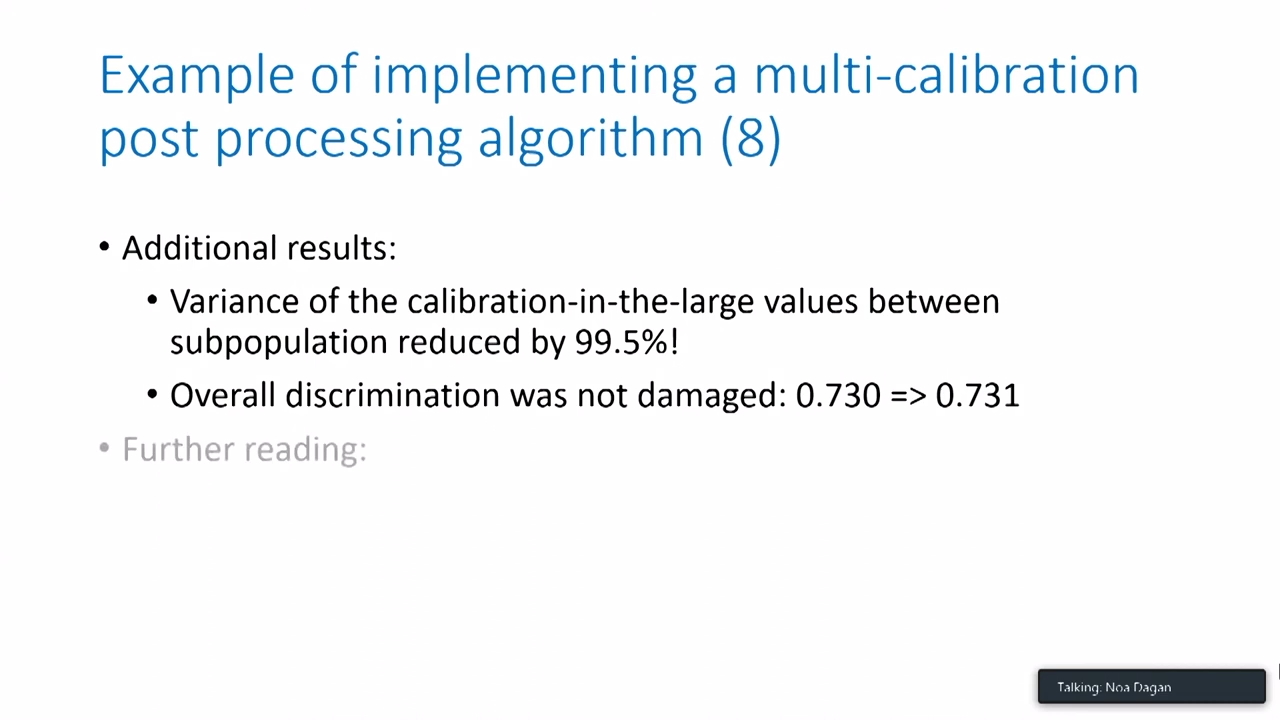 Example of implementing a multi-calibration
post processing algorithm (8)
• Additional results:
• Variance of the calibration-in-the-large values between
subpopulation reduced by 99.5%!
• Overall discrimination was not damaged: 0.730 => 0.731
• Further reading:
Talking: Noa Dagan